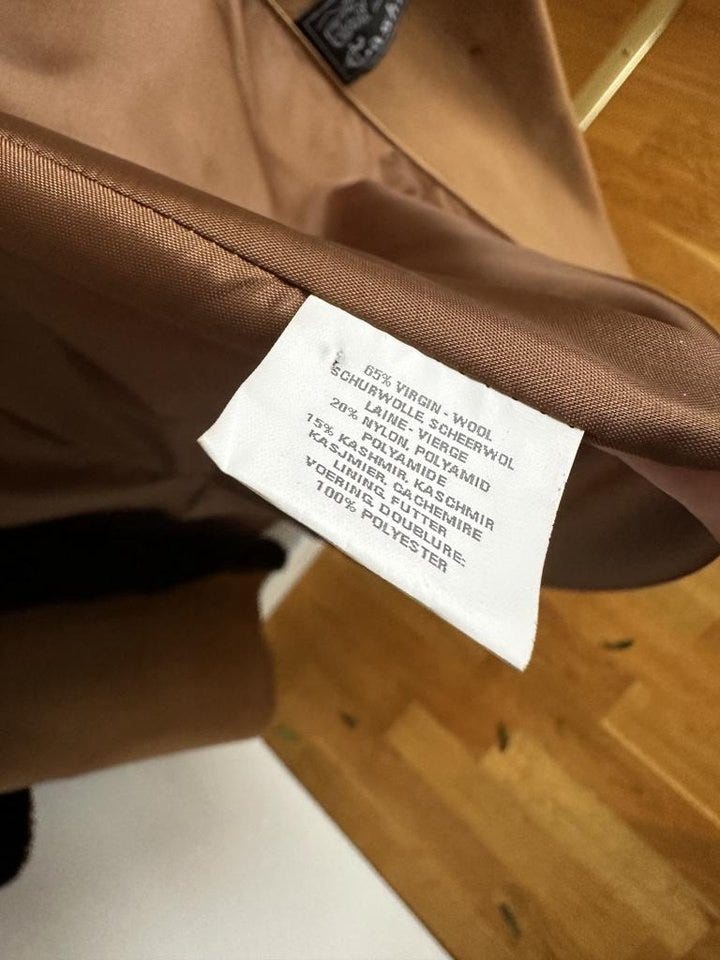 65% VIRGIN - WOOL
SCHURWOLLE SCHEERWOL
LAINE - VIERGE
20% NYLON, POLYAMID
POLYAMIDE
15% KASHMIR, KASCHMIR
KASJMIER, CACHEMIRE
LINING, FUTTER
VOERING, DOUBLURE:
100% POLYESTER